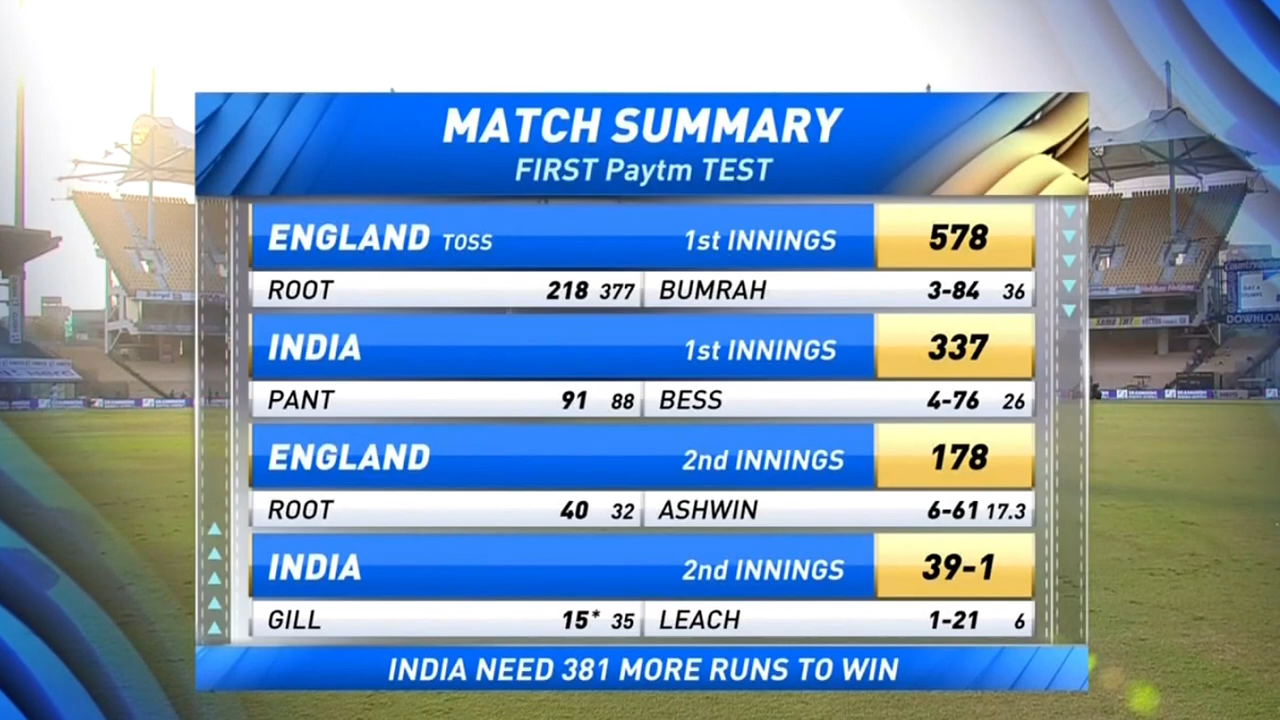 MATCH SUMMARY
FIRST Paytm TEST
ENGLAND TOSS 1st INNINGS 578
ROOT 218 377 BUMRAH 3-84 36
INDIA 1st INNINGS 337
PANT 91 88 BESS 4-76 26
ENGLAND 2nd INNINGS 178
ROOT 40 32 ASHWIN 6-61 17.3
INDIA 2nd INNINGS 39-1
GILL 15* 35 LEACH 1-21 6
INDIA NEED 381 MORE RUNS TO WIN